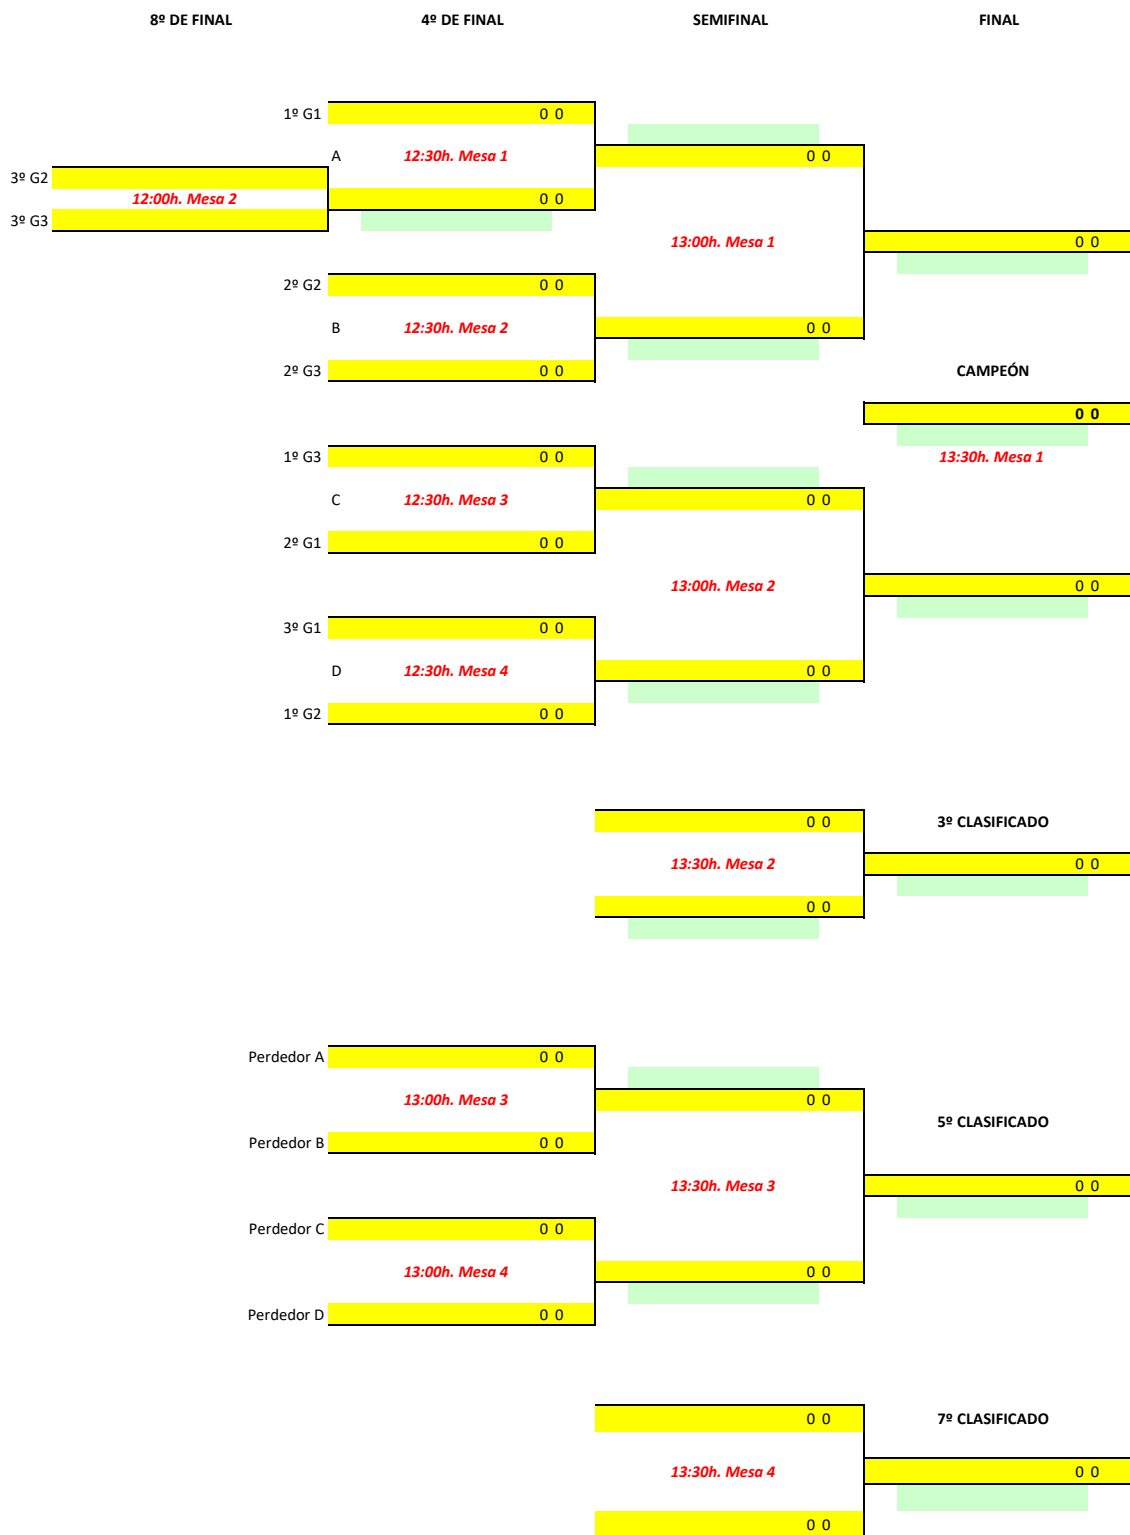 8º DE FINAL 4º DE FINAL SEMIFINAL FINAL
1º G1 0 0
A 12:30h. Mesa 1 0 0
3º G2
12:00h. Mesa 2 0 0
3º G3
13:00h. Mesa 1 0 0
2º G2 0 0
B 12:30h. Mesa 2 0 0
2º G3 0 0 CAMPEÓN
0 0
1º G3 0 0 13:30h. Mesa 1
C 12:30h. Mesa 3 0 0
2º G1 0 0
13:00h. Mesa 2 0 0
3º G1 0 0
D 12:30h. Mesa 4 0 0
1º G2 0 0
0 0 3º CLASIFICADO
13:30h. Mesa 2 0 0
0 0
Perdedor A 0 0
13:00h. Mesa 3 0 0
5º CLASIFICADO
Perdedor B 0 0
13:30h. Mesa 3 0 0
Perdedor C 0 0
13:00h. Mesa 4 0 0
Perdedor D 0 0
0 0 7º CLASIFICADO
13:30h. Mesa 4 0 0
0 0